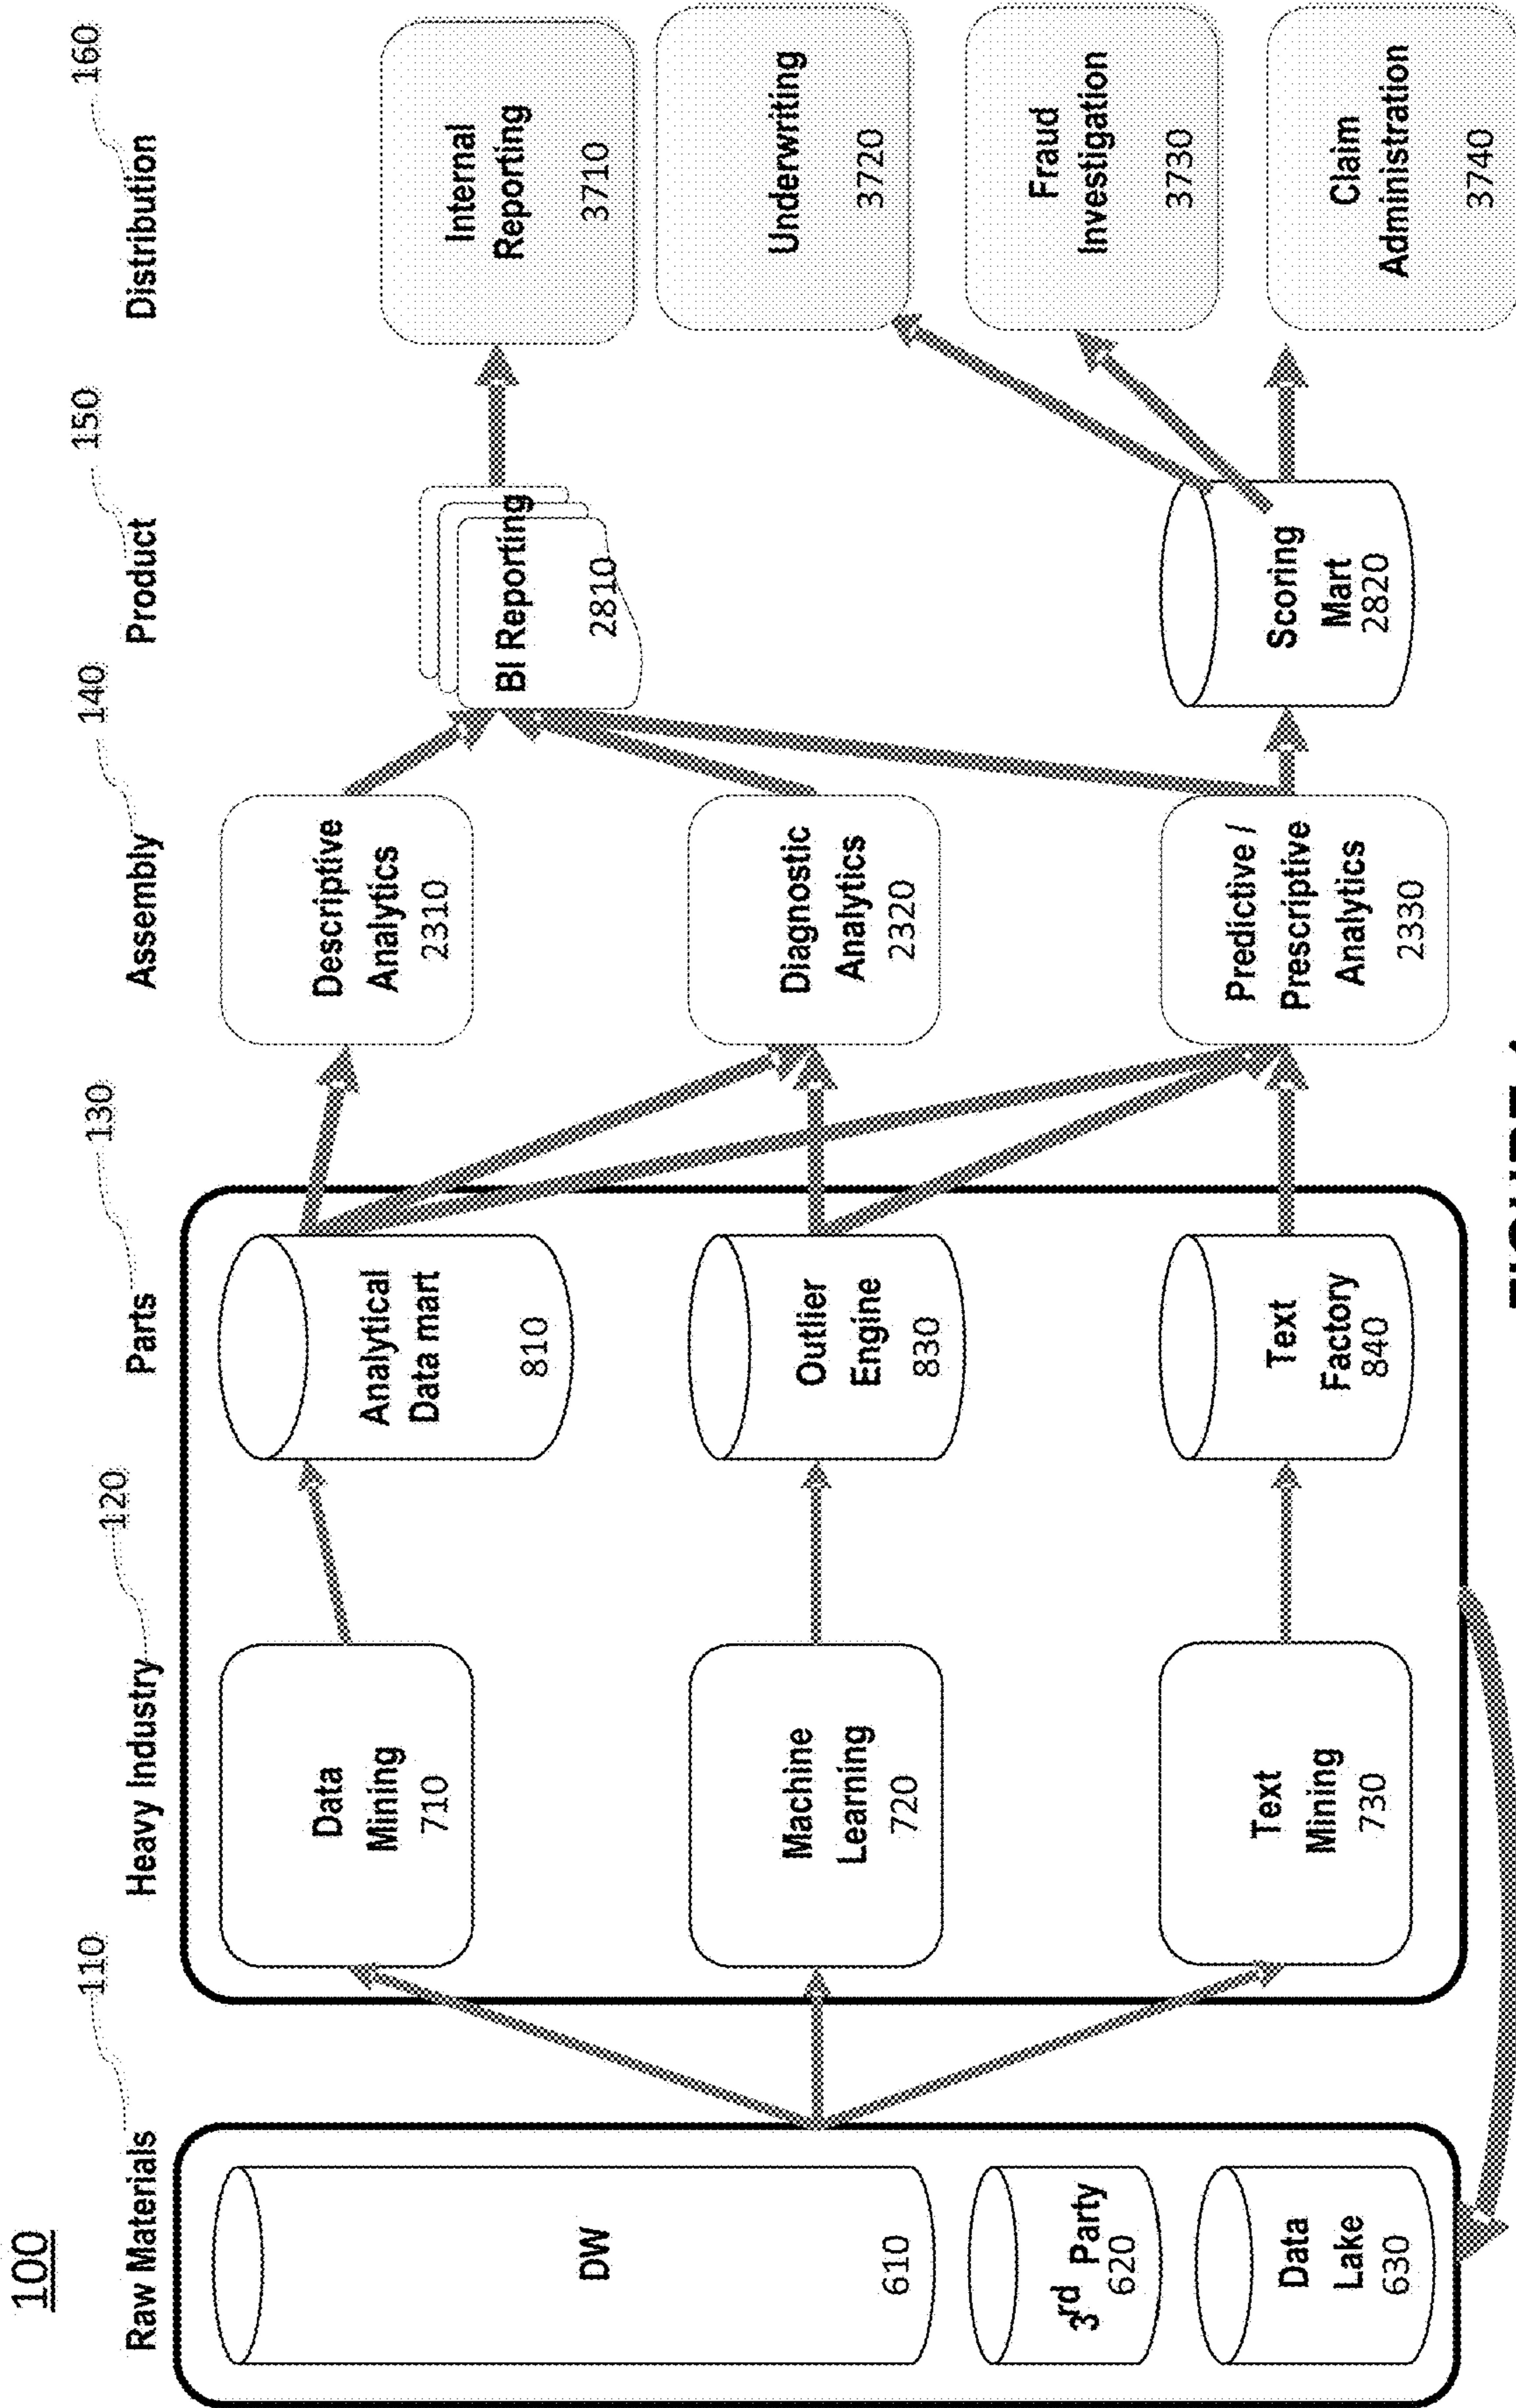 100
110
120
130
140
150
160
Raw Materials
Heavy Industry
Parts
Assembly
Product
Distribution
DW
610
3rd Party
620
Data
Lake
630
Data
Mining
710
Machine
Learning
720
Text
Mining
730
Analytical
Data mart
810
Outlier
Engine
830
Text
Factory
840
Descriptive
Analytics
2310
Diagnostic
Analytics
2320
Predictive /
Prescriptive
Analytics
2330
BI Reporting
2810
Scoring
Mart
2820
Internal
Reporting
3710
Underwriting
3720
Fraud
Investigation
3730
Claim
Administration
3740